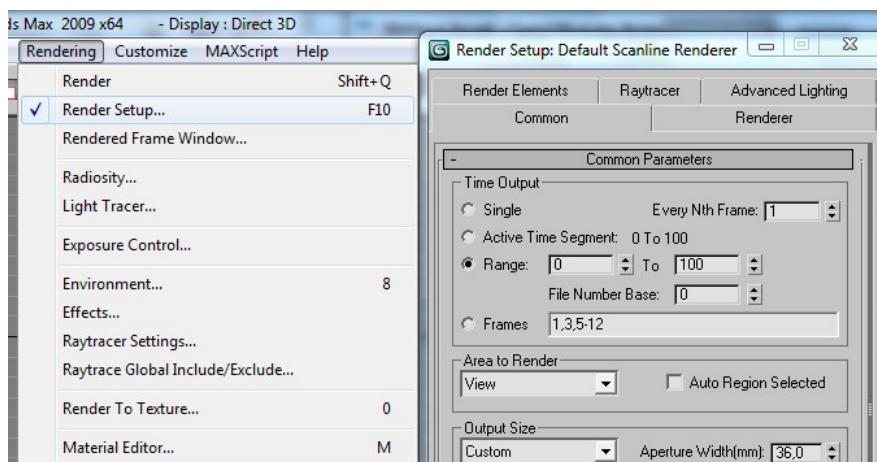 ds Max 2009 x64 - Display : Direct 3D
Rendering Customize MAXScript Help
Render Shift+Q
Render Setup... F10
Rendered Frame Window...
Radiosity...
Light Tracer...
Exposure Control...
Environment... 8
Effects...
Raytracer Settings...
Raytrace Global Include/Exclude...
Render To Texture... 0
Material Editor... M
Render Setup: Default Scanline Renderer
Render Elements Raytracer Advanced Lighting
Common Renderer
- Common Parameters
Time Output
Single Every Nth Frame: 1
Active Time Segment: 0 To 100
Range: 0 To 100
File Number Base: 0
Frames 1,3,5-12
Area to Render
View Auto Region Selected
Output Size
Custom Aperture Width(mm): 36,0